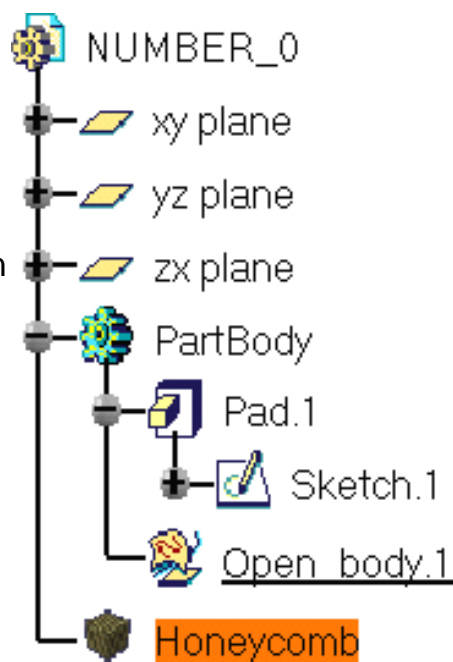 NUMBER_0
xy plane
yz plane
n
zx plane
PartBody
Pad.1
Sketch.1
Open_body.1
Honeycomb